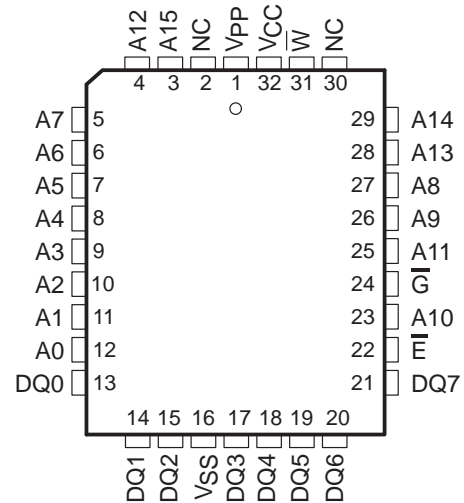 A12 A15 NC VPP VCC W̅ NC
4 3 2 1 32 31 30
A7 5 29 A14
A6 6 28 A13
A5 7 27 A8
A4 8 26 A9
A3 9 25 A11
A2 10 24 G̅
A1 11 23 A10
A0 12 22 E̅
DQ0 13 21 DQ7
14 15 16 17 18 19 20
DQ1 DQ2 VSS DQ3 DQ4 DQ5 DQ6